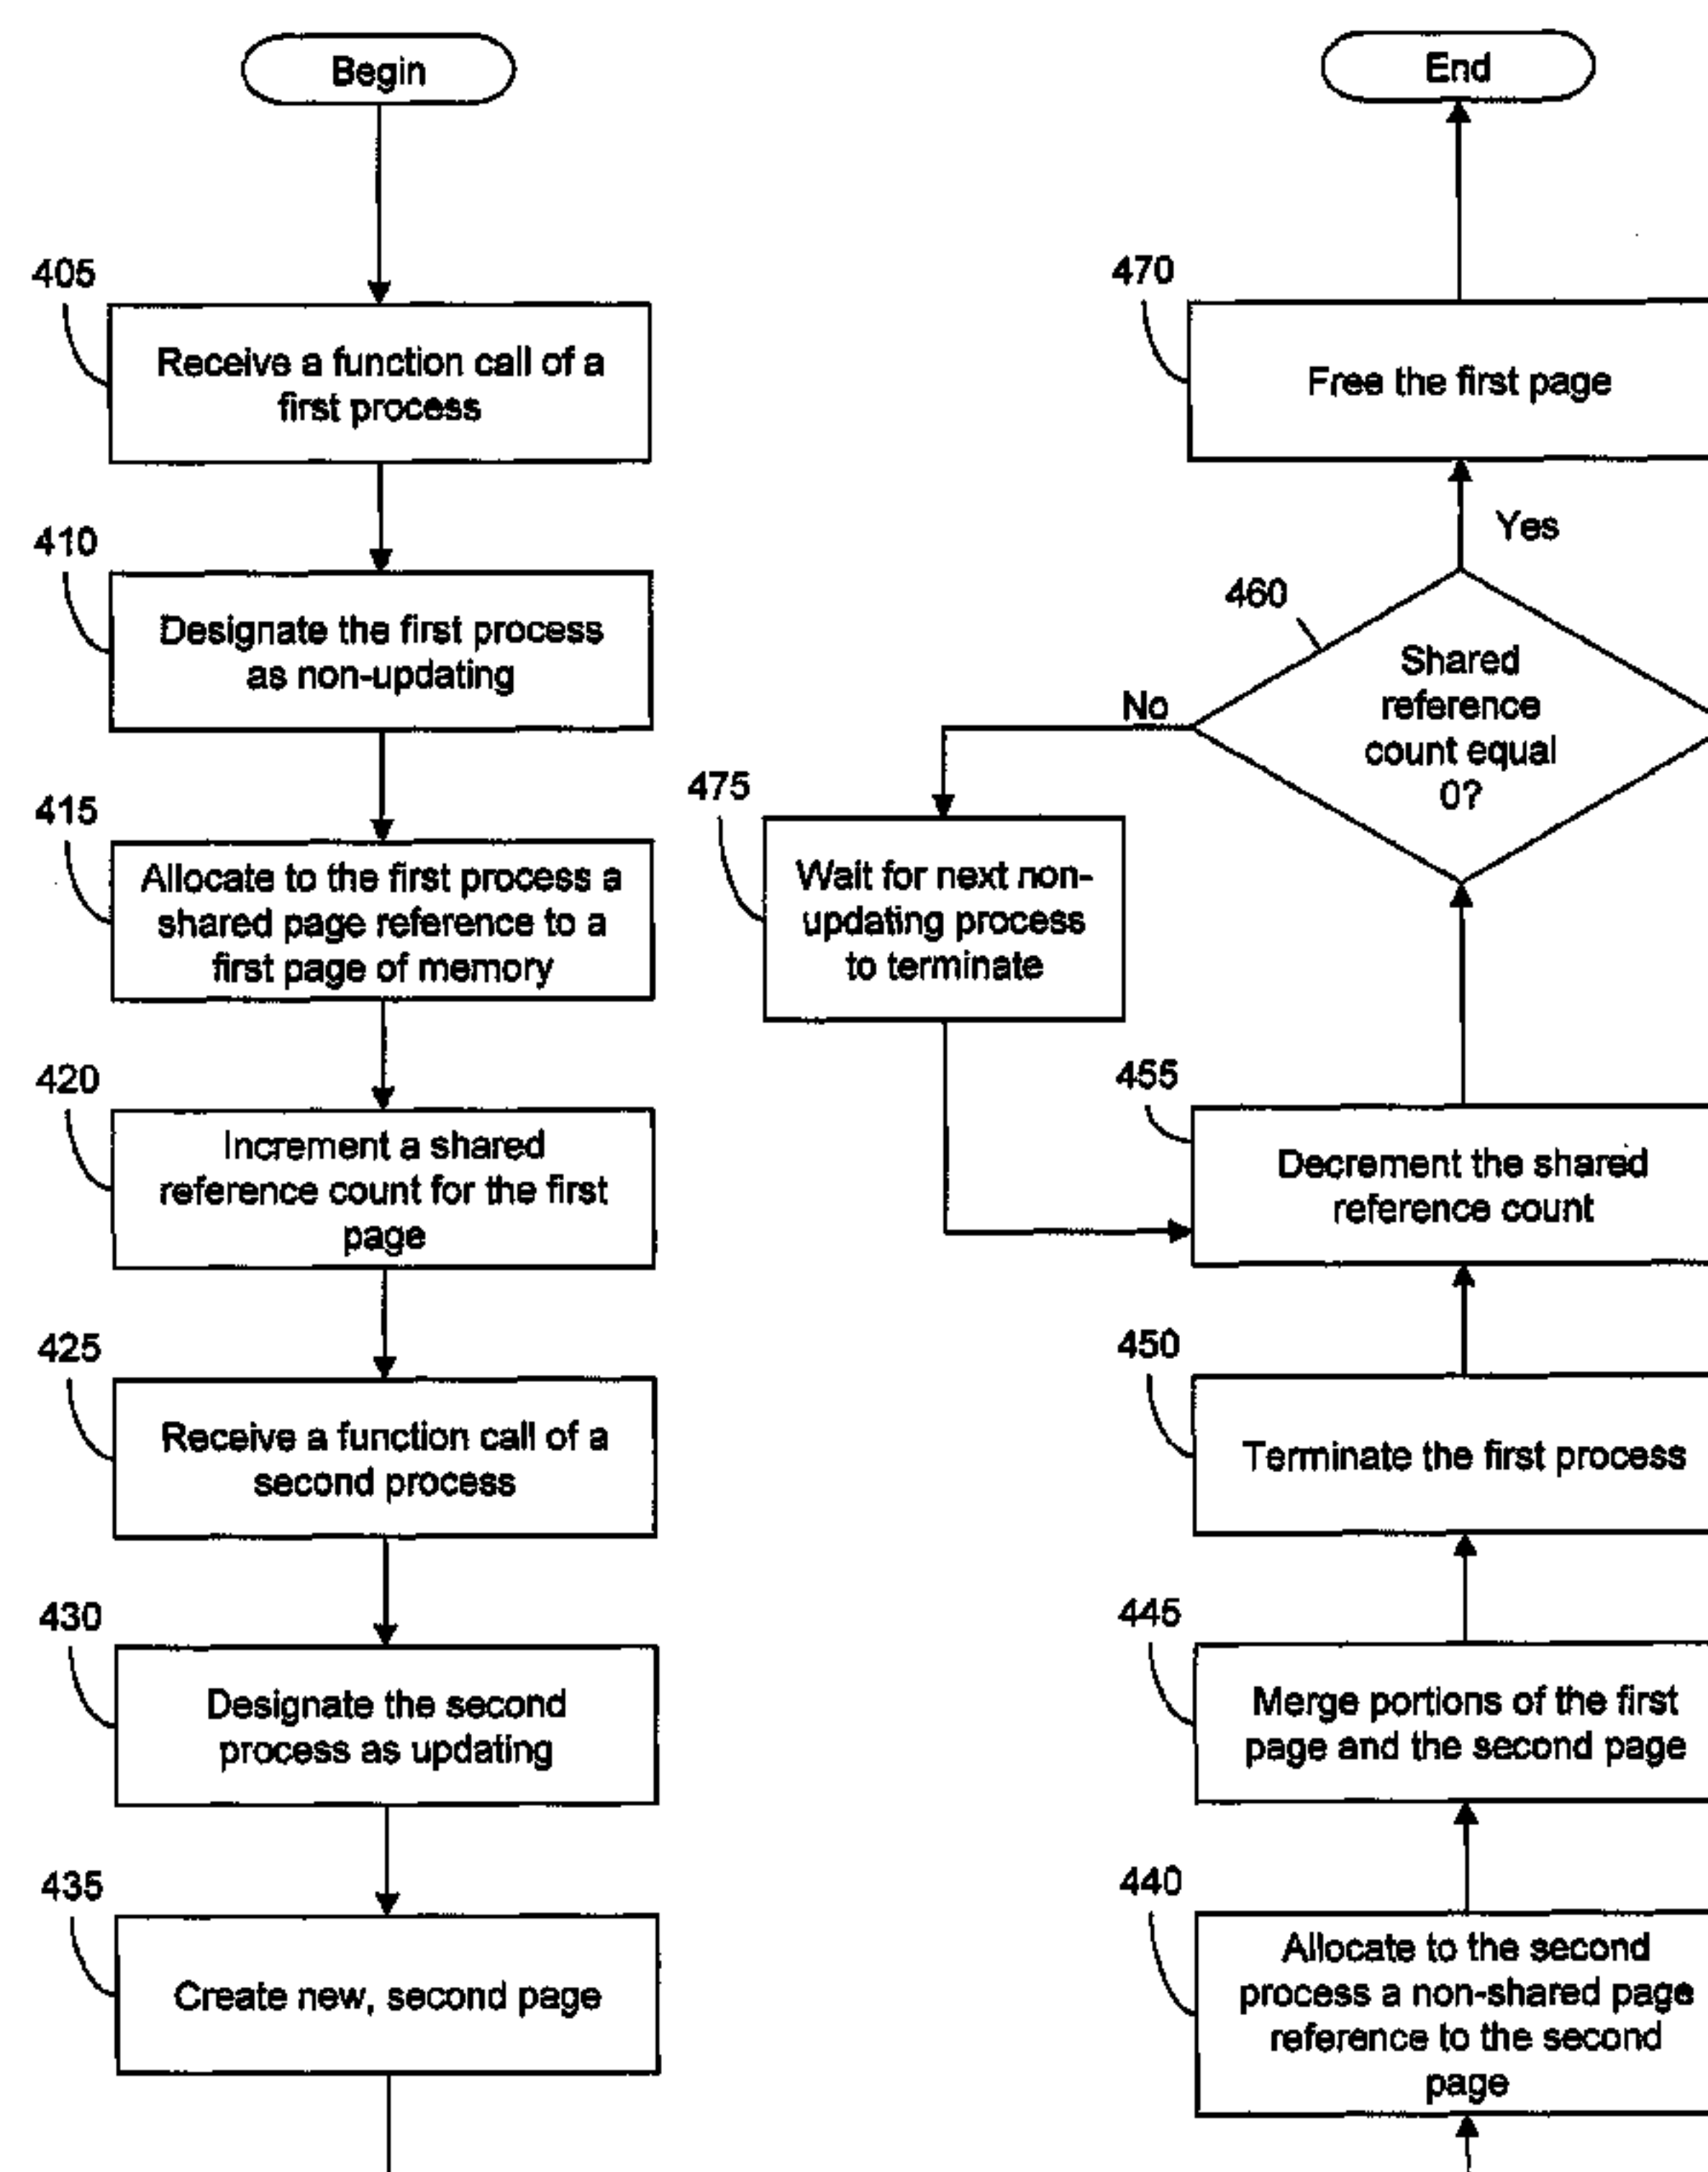 Begin
405
Receive a function call of a
first process
410
Designate the first process
as non-updating
415
Allocate to the first process a
shared page reference to a
first page of memory
420
Increment a shared
reference count for the first
page
425
Receive a function call of a
second process
430
Designate the second
process as updating
435
Create new, second page
End
470
Free the first page
Yes
460
Shared
reference
count equal
0?
No
475
Wait for next non-
updating process
to terminate
455
Decrement the shared
reference count
450
Terminate the first process
445
Merge portions of the first
page and the second page
440
Allocate to the second
process a non-shared page
reference to the second
page